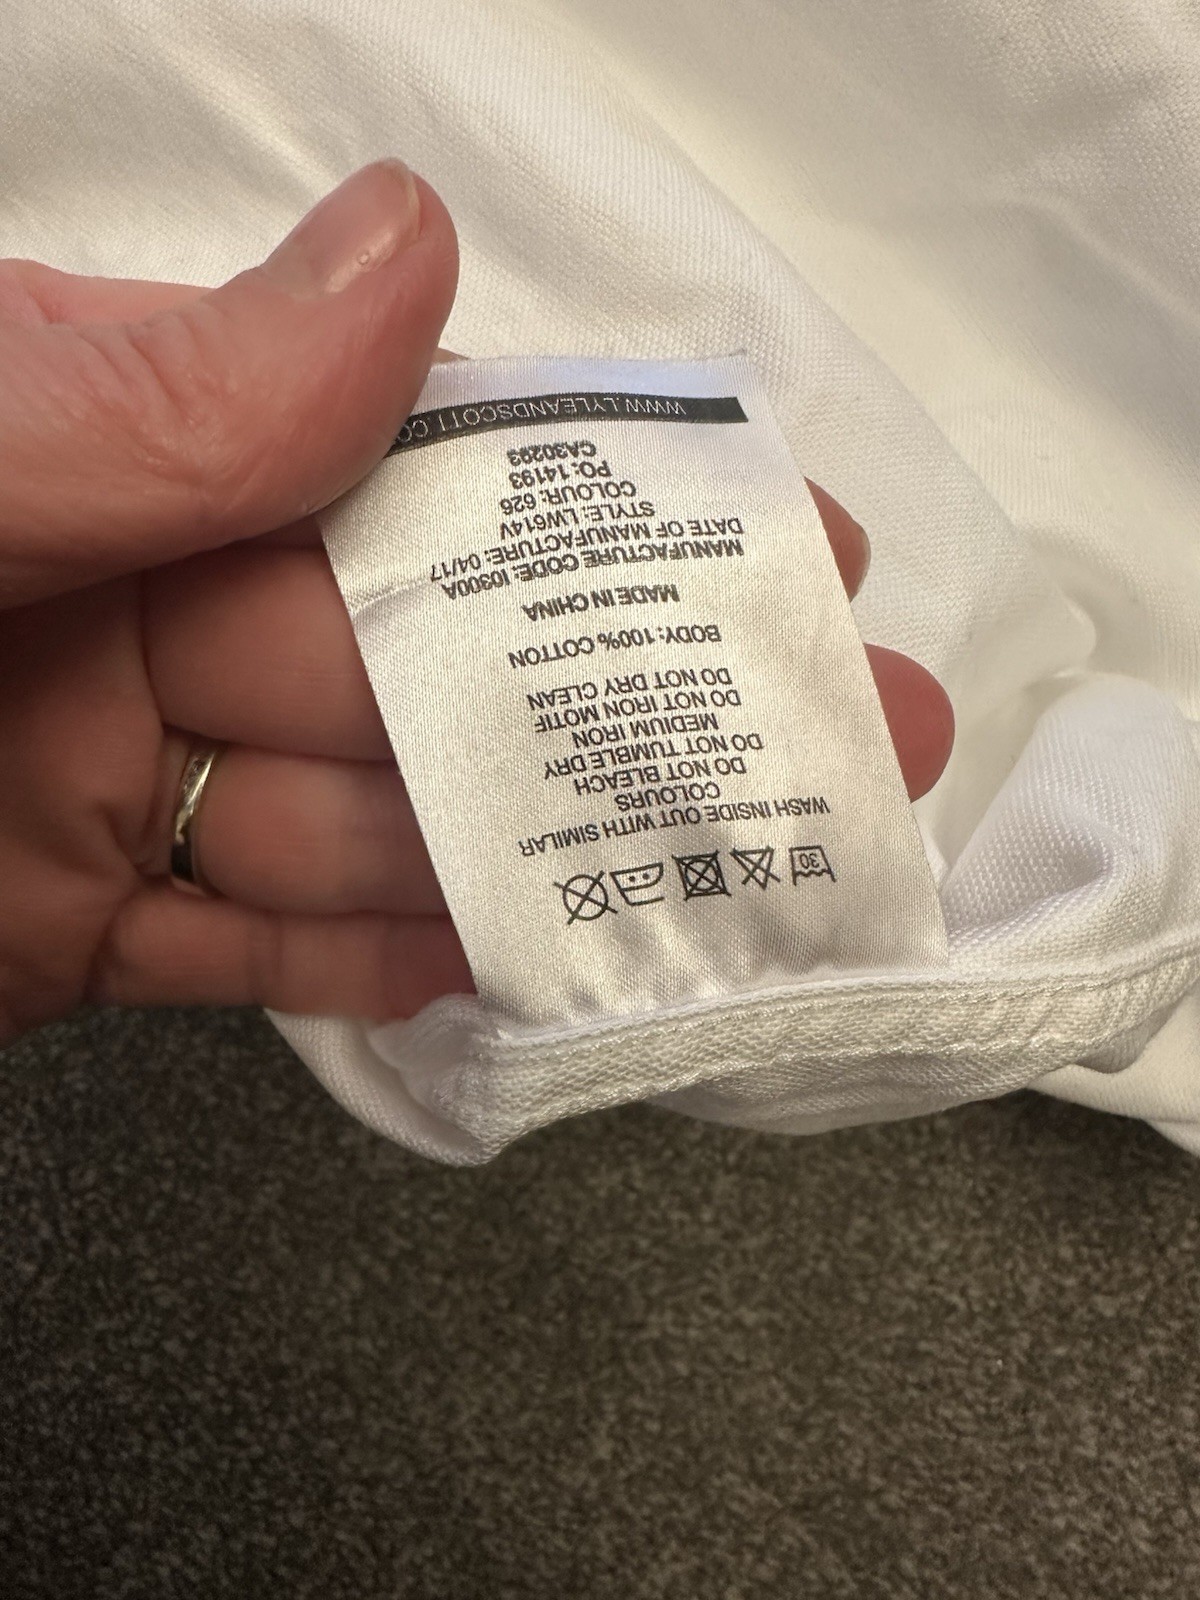 30
WASH INSIDE OUT WITH SIMILAR
COLOURS
DO NOT BLEACH
DO NOT TUMBLE DRY
MEDIUM IRON
DO NOT IRON MOTIF
DO NOT DRY CLEAN
BODY: 100% COTTON
MADE IN CHINA
MANUFACTURE CODE: I0300A
DATE OF MANUFACTURE: 04/17
STYLE: LW614V
COLOUR: 626
PO: 14193
CA30293
WWW.LYLEANDSCOTT.CO